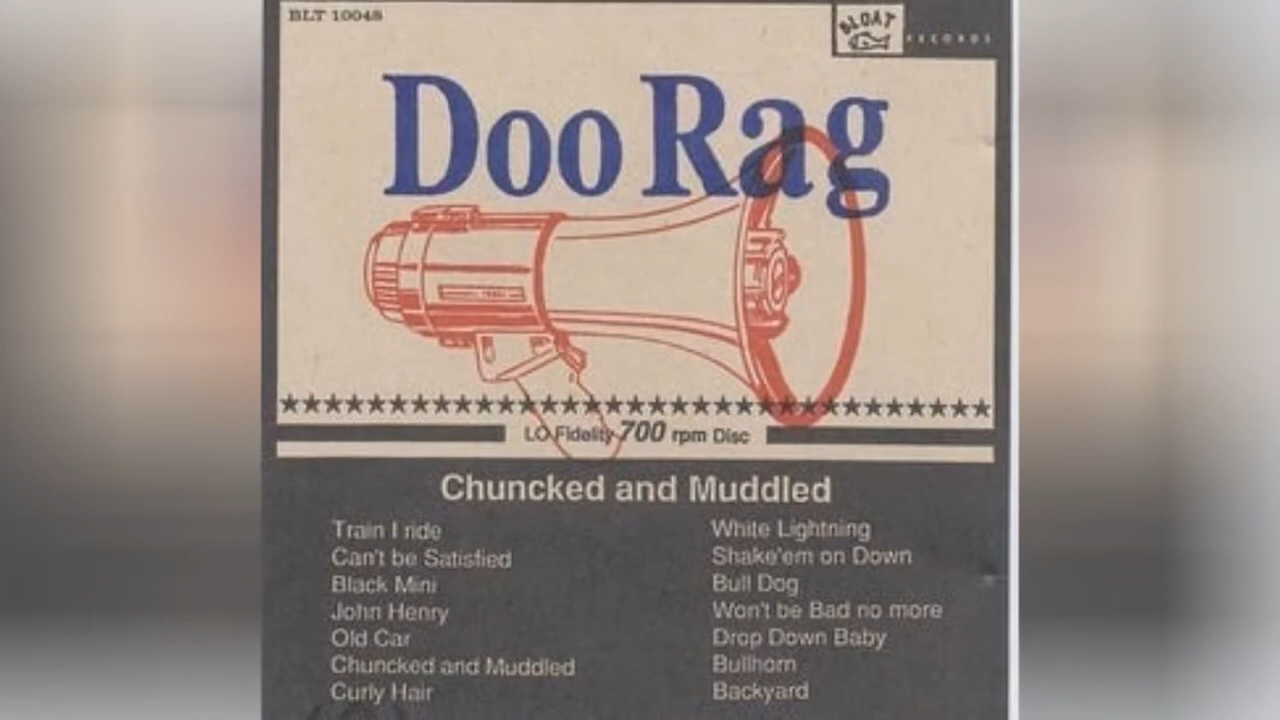 BLT 10048
BLOAT
RECORDS
Doo Rag
LO Fidelity 700 rpm Disc
Chuncked and Muddled
Train I ride
Can't be Satisfied
Black Mini
John Henry
Old Car
Chuncked and Muddled
Curly Hair
White Lightning
Shake'em on Down
Bull Dog
Won't be Bad no more
Drop Down Baby
Bullhorn
Backyard